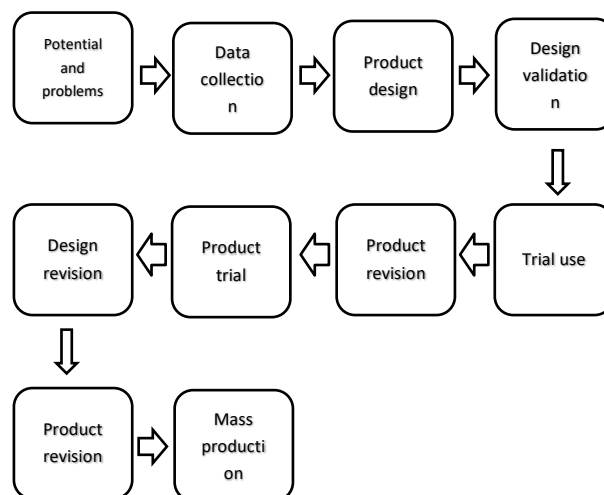 Potential
and
problems
Data
collectio
n
Product
design
Design
validatio
n
Design
revision
Product
trial
Product
revision
Trial use
Product
revision
Mass
producti
on